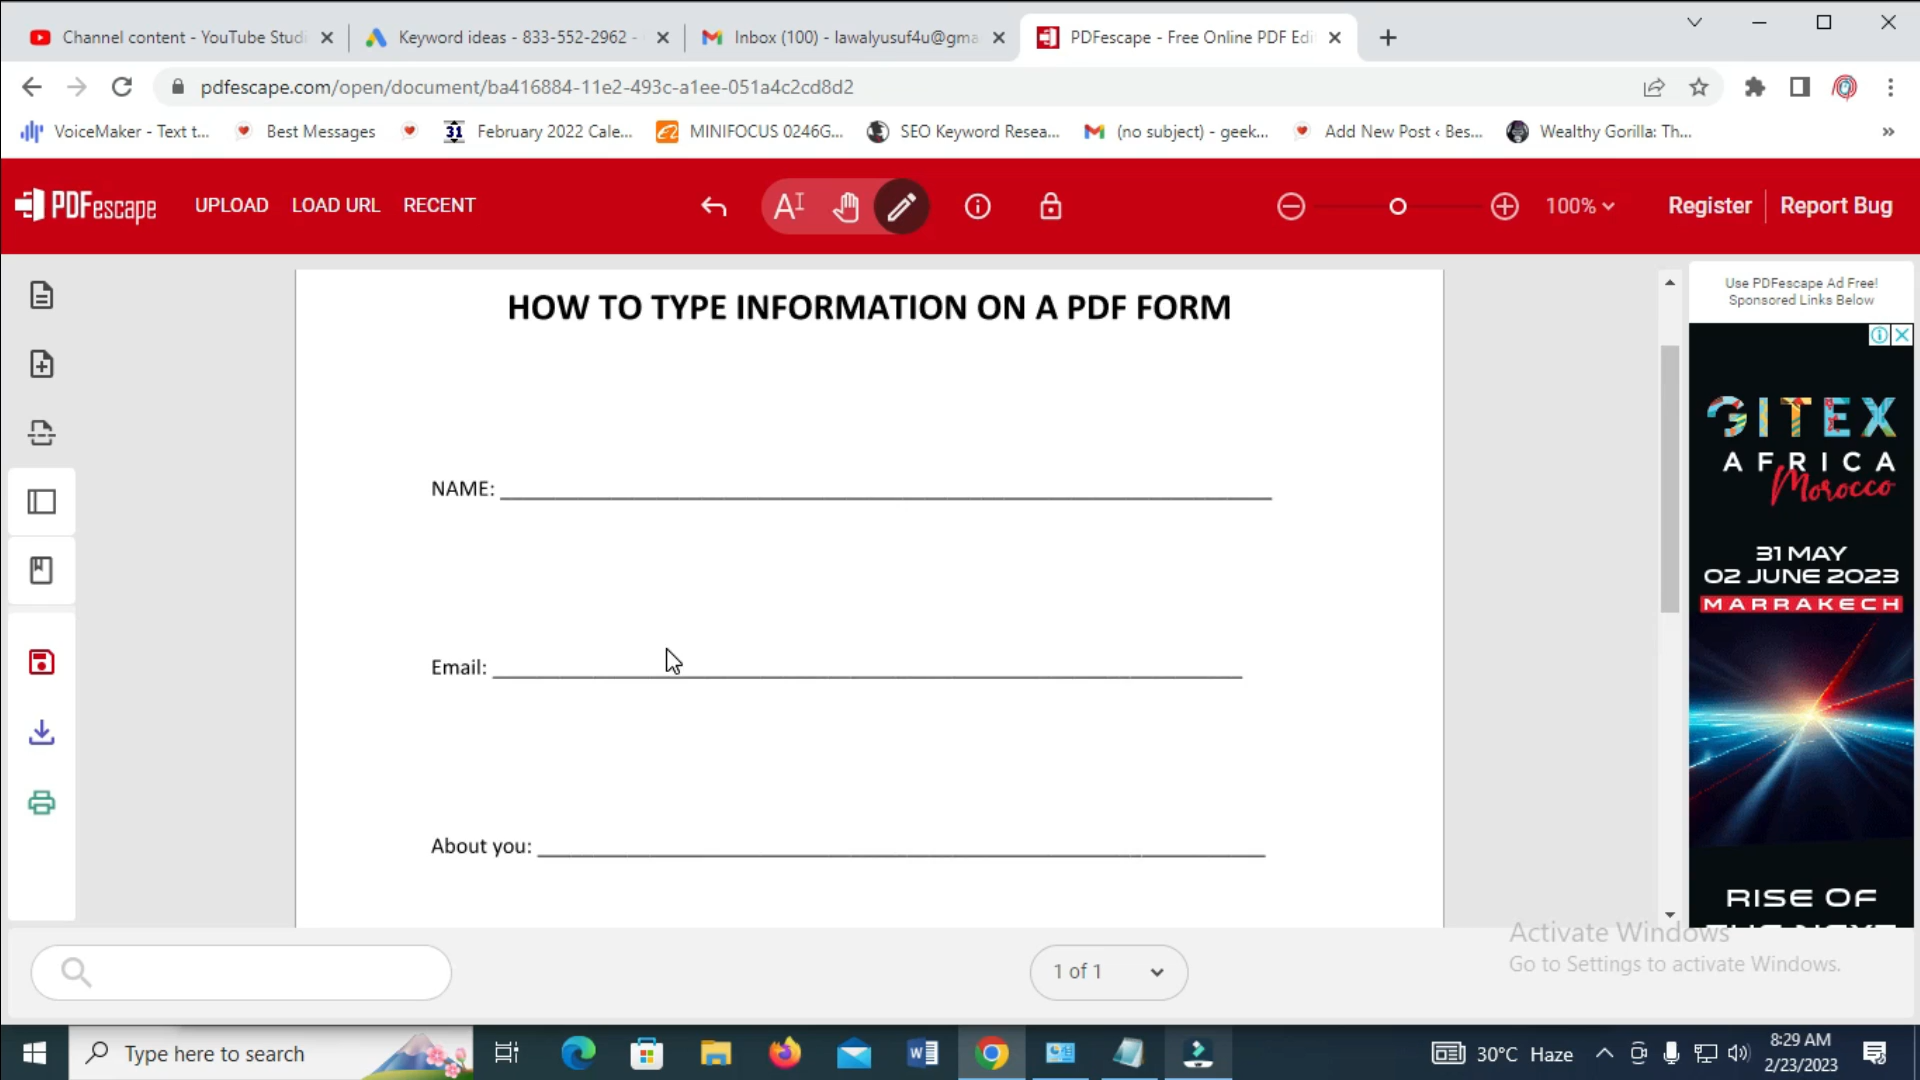 Channel content - YouTube Studi
Keyword ideas - 833-552-2962 -
Inbox (100) - lawalyusuf4u@gma
PDFescape - Free Online PDF Edi
pdfescape.com/open/document/ba416884-11e2-493c-a1ee-051a4c2cd8d2
VoiceMaker - Text t...
Best Messages
31
February 2022 Cale...
MINIFOCUS 0246G...
SEO Keyword Resea...
(no subject) - geek...
Add New Post ‹ Bes...
Wealthy Gorilla: Th...
»
PDFescape
UPLOAD
LOAD URL
RECENT
100%
Register
Report Bug
HOW TO TYPE INFORMATION ON A PDF FORM
NAME:
Email:
About you:
Use PDFescape Ad Free!
Sponsored Links Below
GITEX
AFRICA
Morocco
31 MAY
02 JUNE 2023
MARRAKECH
RISE OF
Activate Windows
Go to Settings to activate Windows.
1 of 1
Type here to search
30°C Haze
8:29 AM
2/23/2023